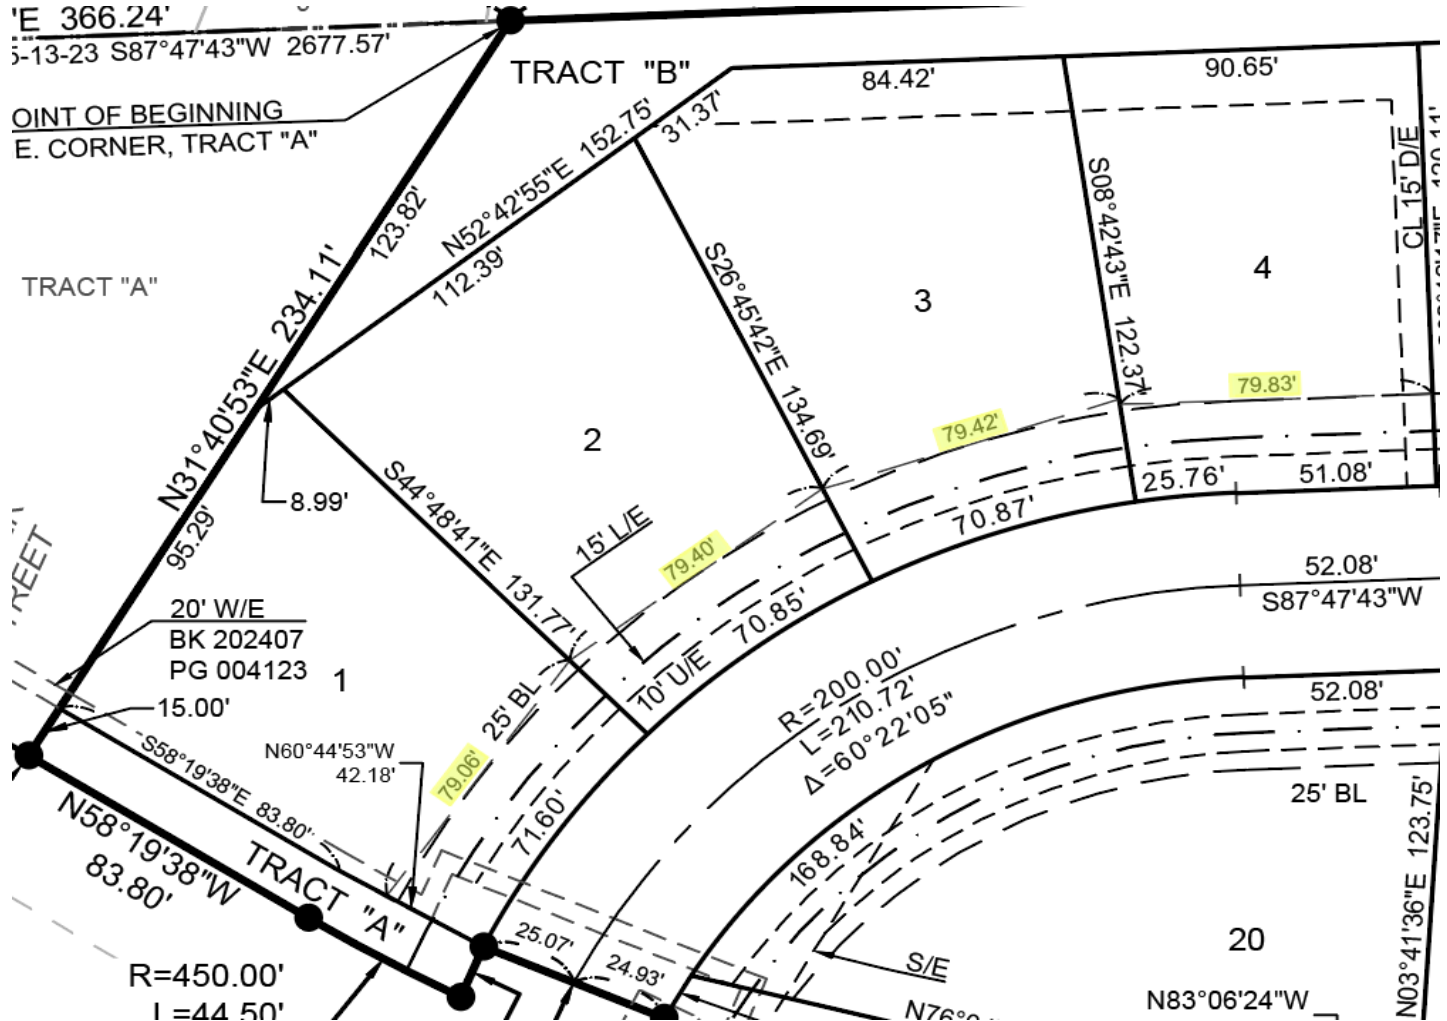 'E 366.24'
5-13-23 S87°47'43"W 2677.57'
OINT OF BEGINNING
E. CORNER, TRACT "A"
TRACT "B"
84.42'
90.65'
31.37'
N52°42'55"E 152.75'
112.39'
123.82'
N31°40'53"E 234.11'
95.29'
TRACT "A"
8.99'
S26°45'42"E 134.69'
S08°42'43"E 122.37'
CL 15' D/E
120.11'
3
4
2
1
79.83'
79.42'
79.40'
79.06'
S44°48'41"E 131.77'
15' L/E
25.76'
51.08'
70.87'
70.85'
71.60'
10' U/E
25' BL
REET
20' W/E
BK 202407
PG 004123
15.00'
N60°44'53"W
42.18'
S58°19'38"E 83.80'
N58°19'38"W
83.80'
TRACT "A"
R=450.00'
L=44.50'
52.08'
S87°47'43"W
R=200.00'
L=210.72'
Δ=60°22'05"
52.08'
25' BL
168.84'
N03°41'36"E 123.75'
25.07'
24.93'
S/E
20
N83°06'24"W